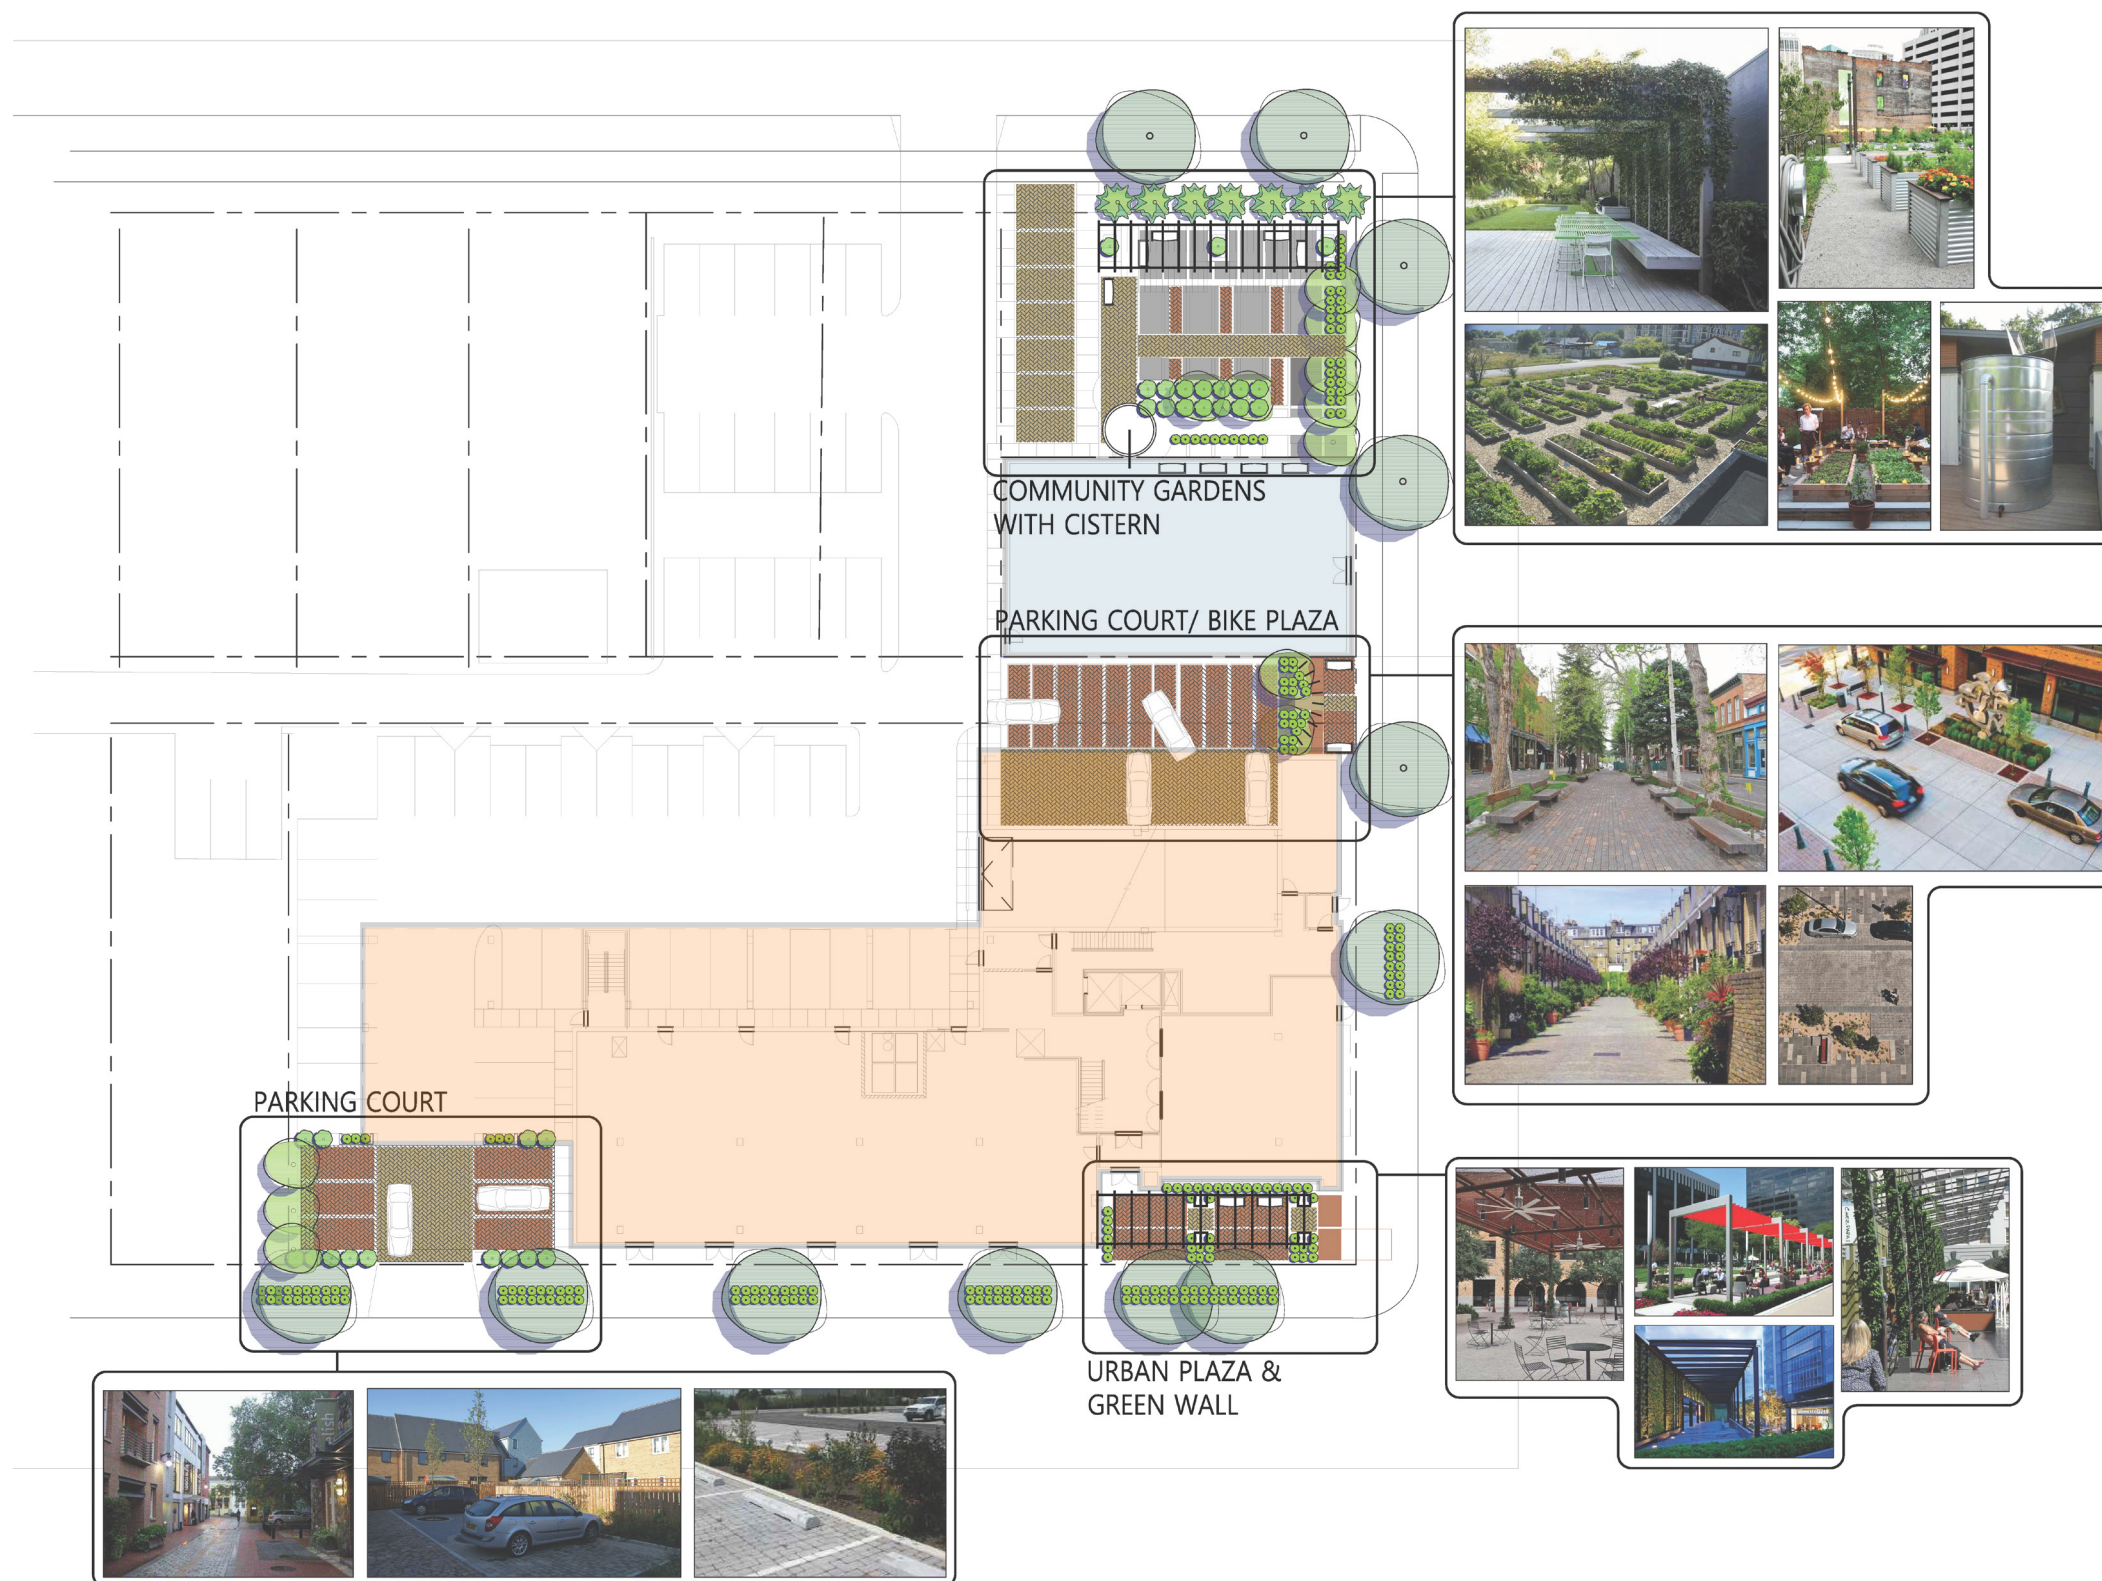 COMMUNITY GARDENS
WITH CISTERN
PARKING COURT/ BIKE PLAZA
PARKING COURT
URBAN PLAZA &
GREEN WALL